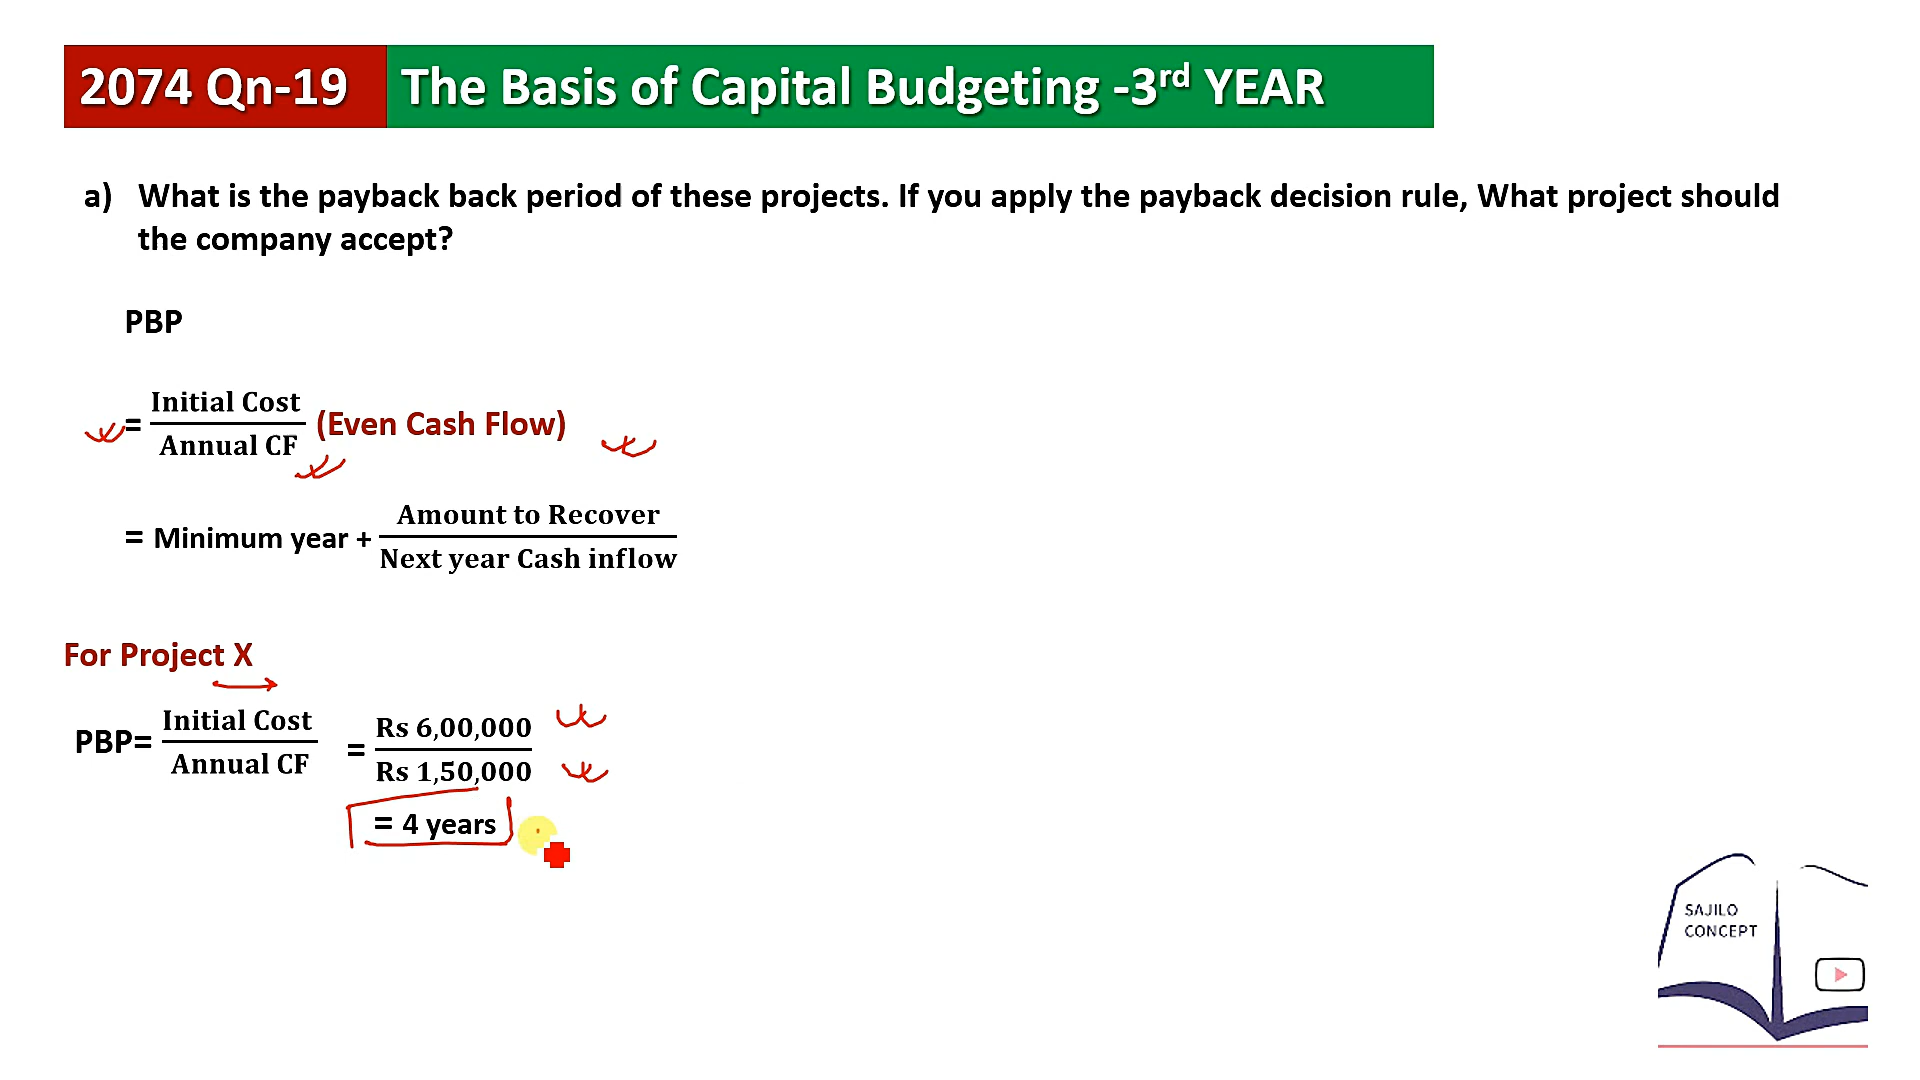 2074 Qn-19 The Basis of Capital Budgeting -3rd YEAR
a) What is the payback back period of these projects. If you apply the payback decision rule, What project should
the company accept?
PBP
= Initial Cost / Annual CF (Even Cash Flow)
= Minimum year + Amount to Recover / Next year Cash inflow
For Project X
PBP= Initial Cost / Annual CF = Rs 6,00,000 / Rs 1,50,000
= 4 years
SAJILO
CONCEPT